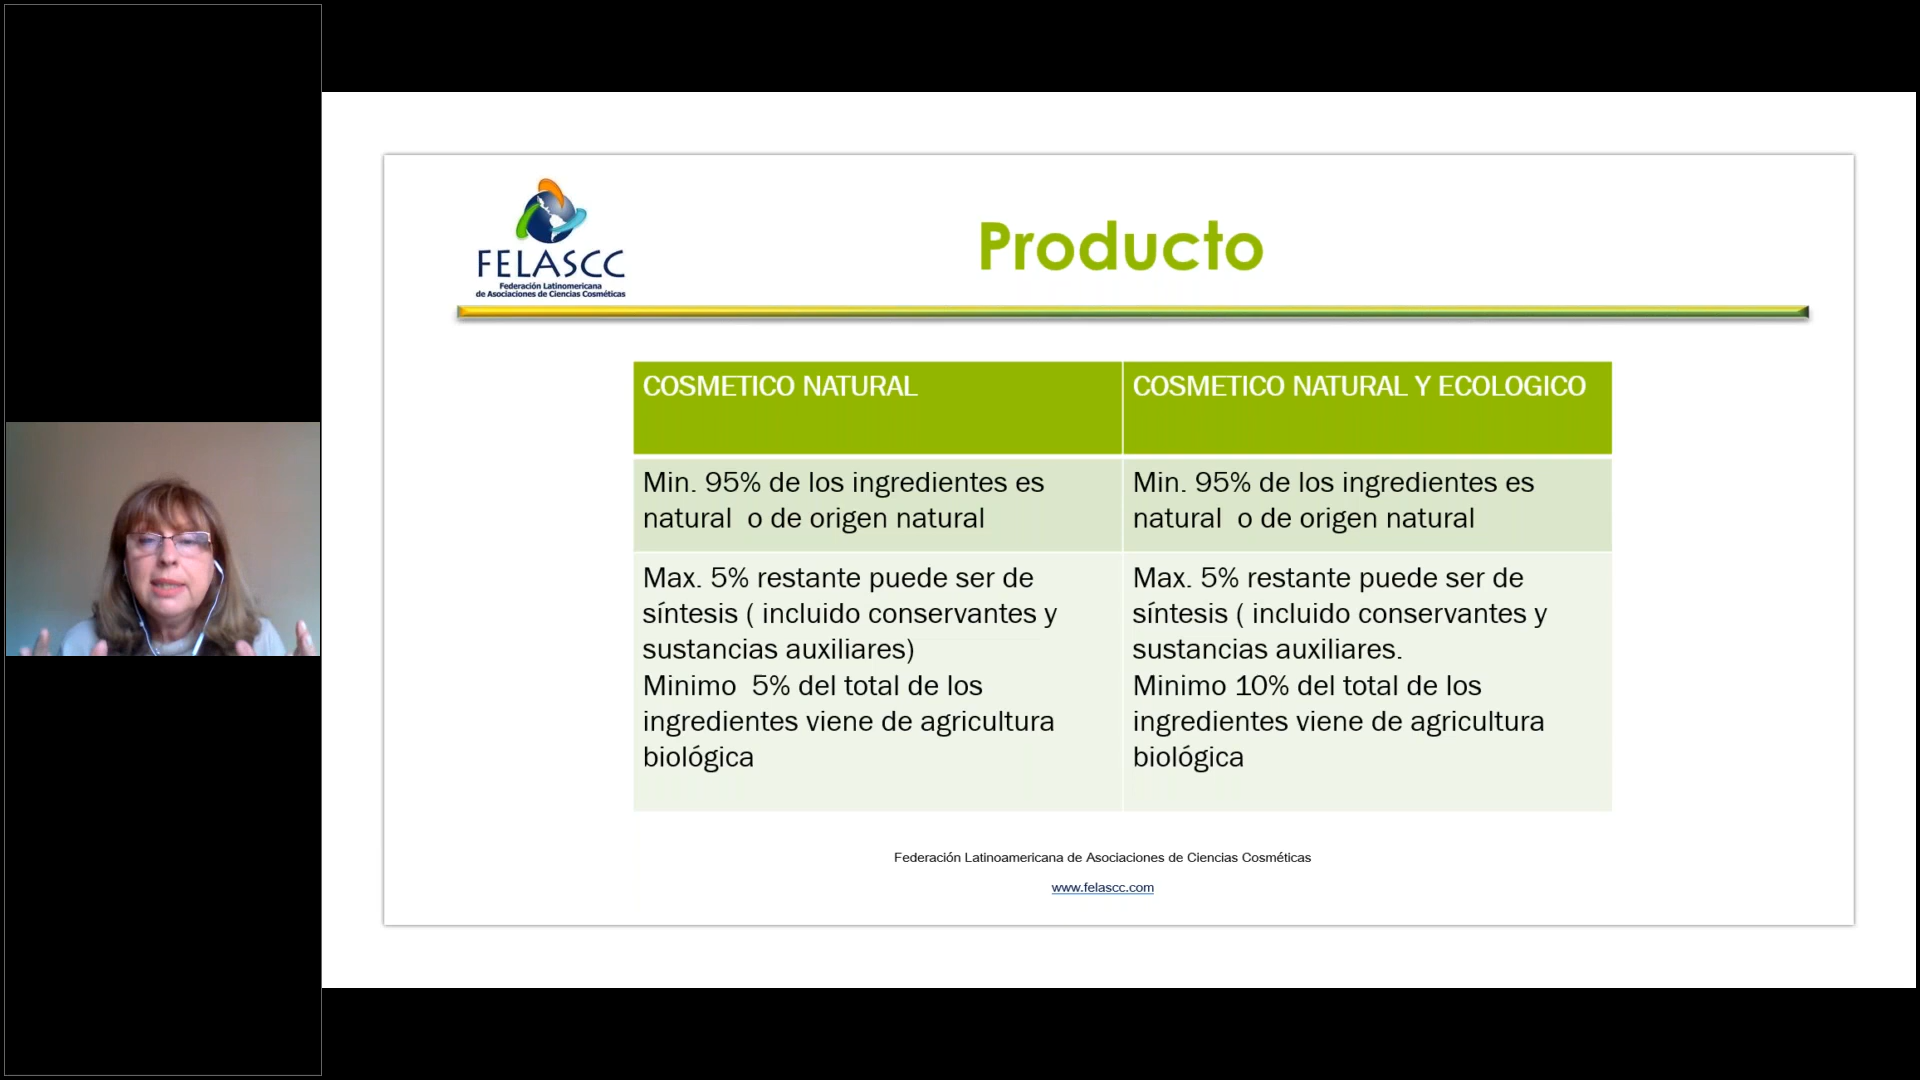 FELASCC
Federación Latinomericana
de Asociaciones de Ciencias Cosméticas
Producto
COSMETICO NATURAL
COSMETICO NATURAL Y ECOLOGICO
Min. 95% de los ingredientes es
natural o de origen natural
Min. 95% de los ingredientes es
natural o de origen natural
Max. 5% restante puede ser de
síntesis ( incluido conservantes y
sustancias auxiliares)
Minimo 5% del total de los
ingredientes viene de agricultura
biológica
Max. 5% restante puede ser de
síntesis ( incluido conservantes y
sustancias auxiliares.
Minimo 10% del total de los
ingredientes viene de agricultura
biológica
Federación Latinoamericana de Asociaciones de Ciencias Cosméticas
www.felascc.com